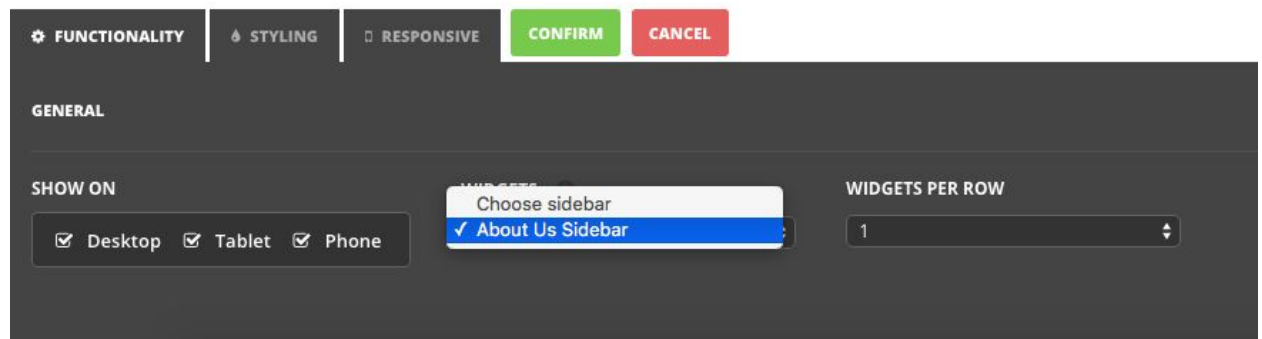 FUNCTIONALITY STYLING RESPONSIVE CONFIRM CANCEL
GENERAL
SHOW ON WIDGETS WIDGETS PER ROW
Choose sidebar
Desktop Tablet Phone ✓ About Us Sidebar 1